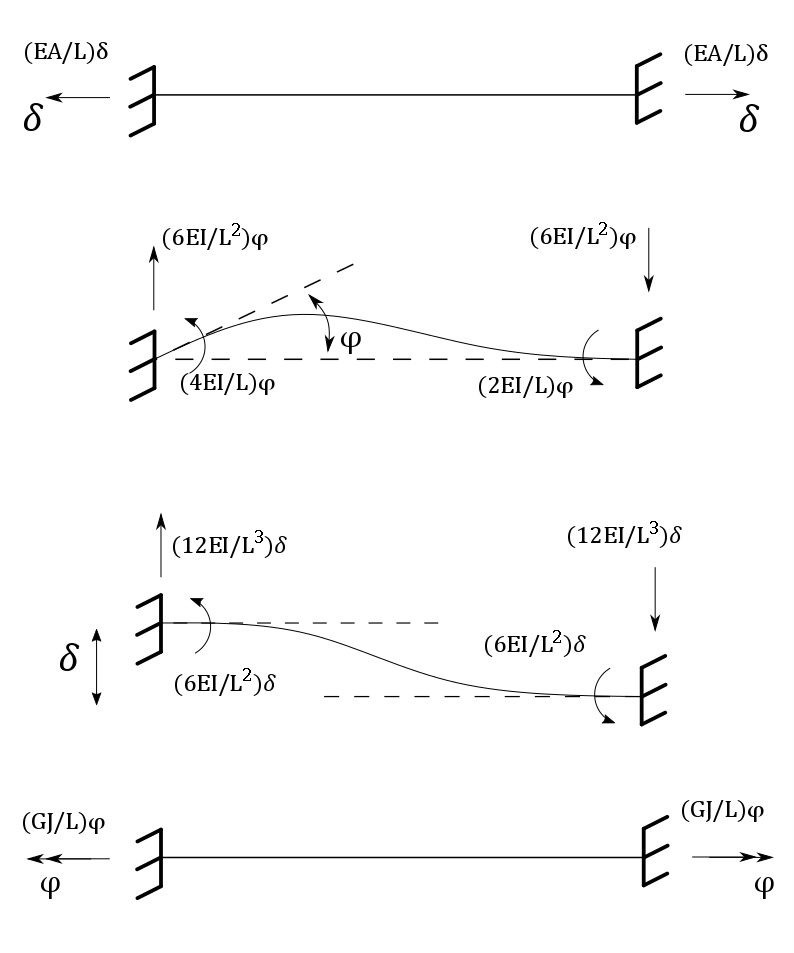 (EA/L)δ
(EA/L)δ
δ
δ
(6EI/L²)φ
(6EI/L²)φ
φ
(4EI/L)φ
(2EI/L)φ
(12EI/L³)δ
(12EI/L³)δ
δ
(6EI/L²)δ
(6EI/L²)δ
(GJ/L)φ
(GJ/L)φ
φ
φ